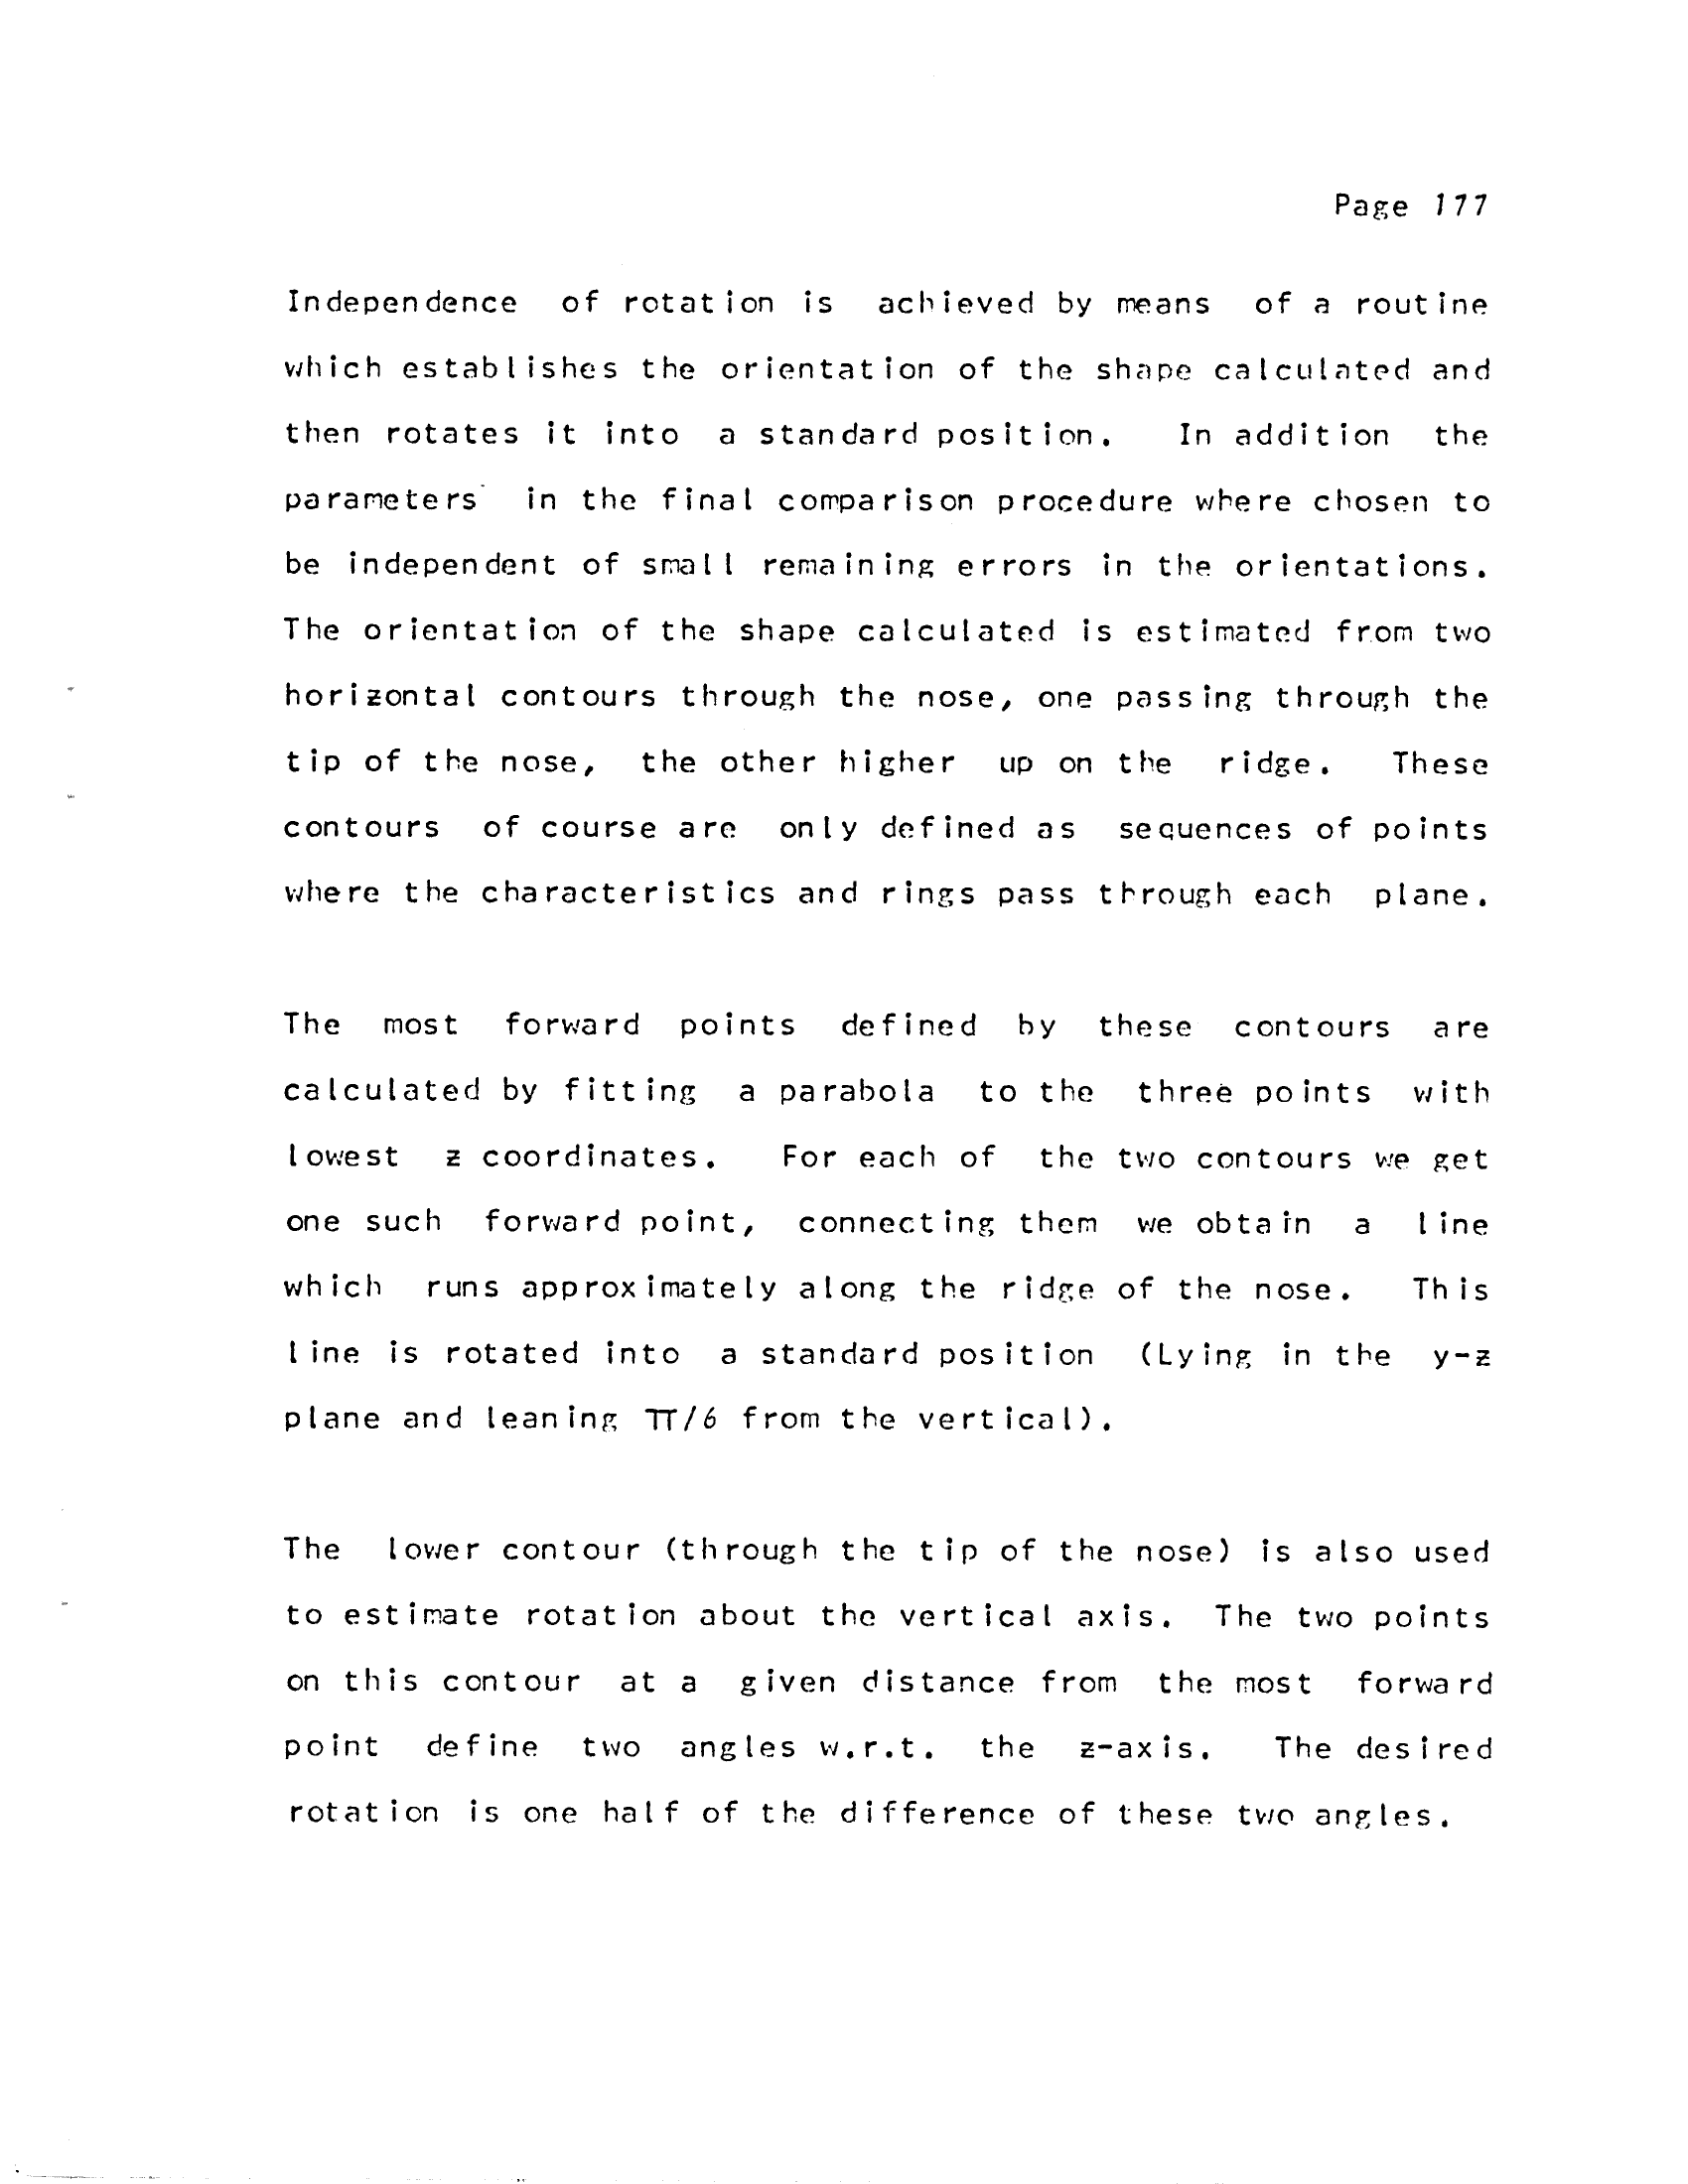 Page 177
Independence of rotation is achieved by means of a routine
which establishes the orientation of the shape calculated and
then rotates it into a standard position. In addition the
parameters in the final comparison procedure where chosen to
be independent of small remaining errors in the orientations.
The orientation of the shape calculated is estimated from two
horizontal contours through the nose, one passing through the
tip of the nose, the other higher up on the ridge. These
contours of course are only defined as sequences of points
where the characteristics and rings pass through each plane.
The most forward points defined by these contours are
calculated by fitting a parabola to the three points with
lowest z coordinates. For each of the two contours we get
one such forward point, connecting them we obtain a line
which runs approximately along the ridge of the nose. This
line is rotated into a standard position (Lying in the y-z
plane and leaning π/6 from the vertical).
The lower contour (through the tip of the nose) is also used
to estimate rotation about the vertical axis. The two points
on this contour at a given distance from the most forward
point define two angles w.r.t. the z-axis. The desired
rotation is one half of the difference of these two angles.